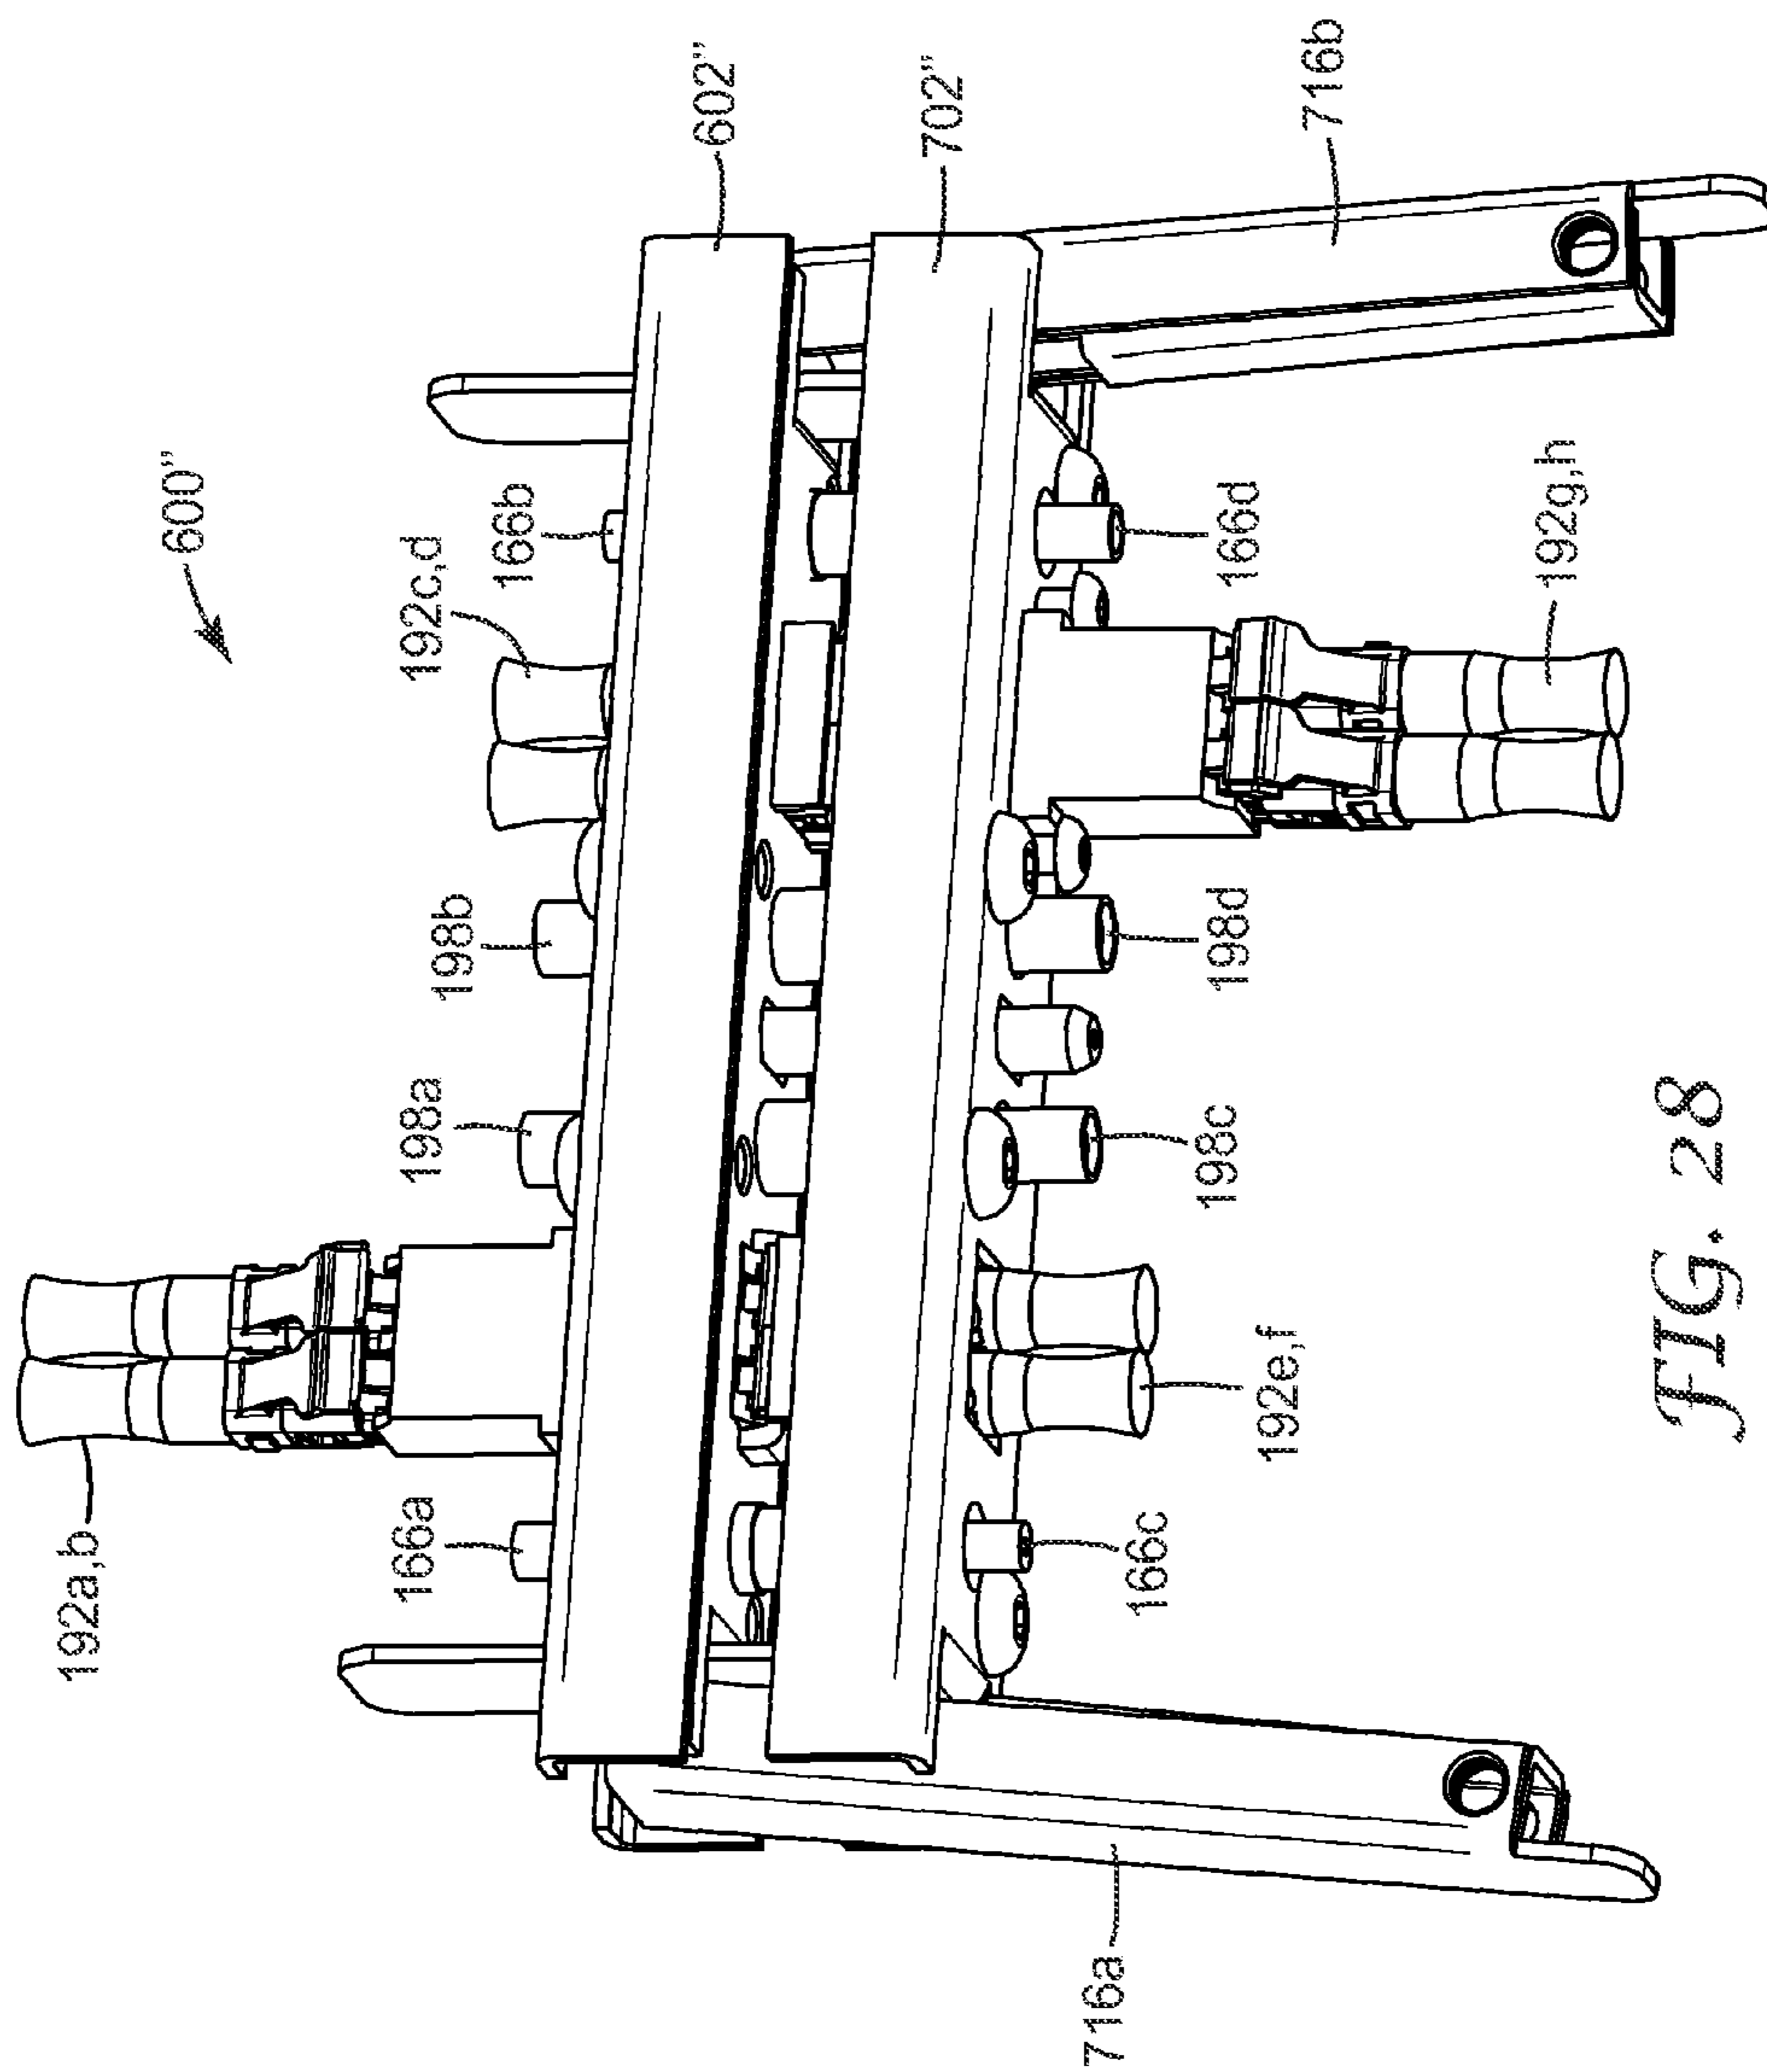 600”
192a,b
166a
198a
198b
192c,d
166b
602”
702”
716b
716a
166c
192e,f
198c
198d
166d
192g,h
FIG. 28